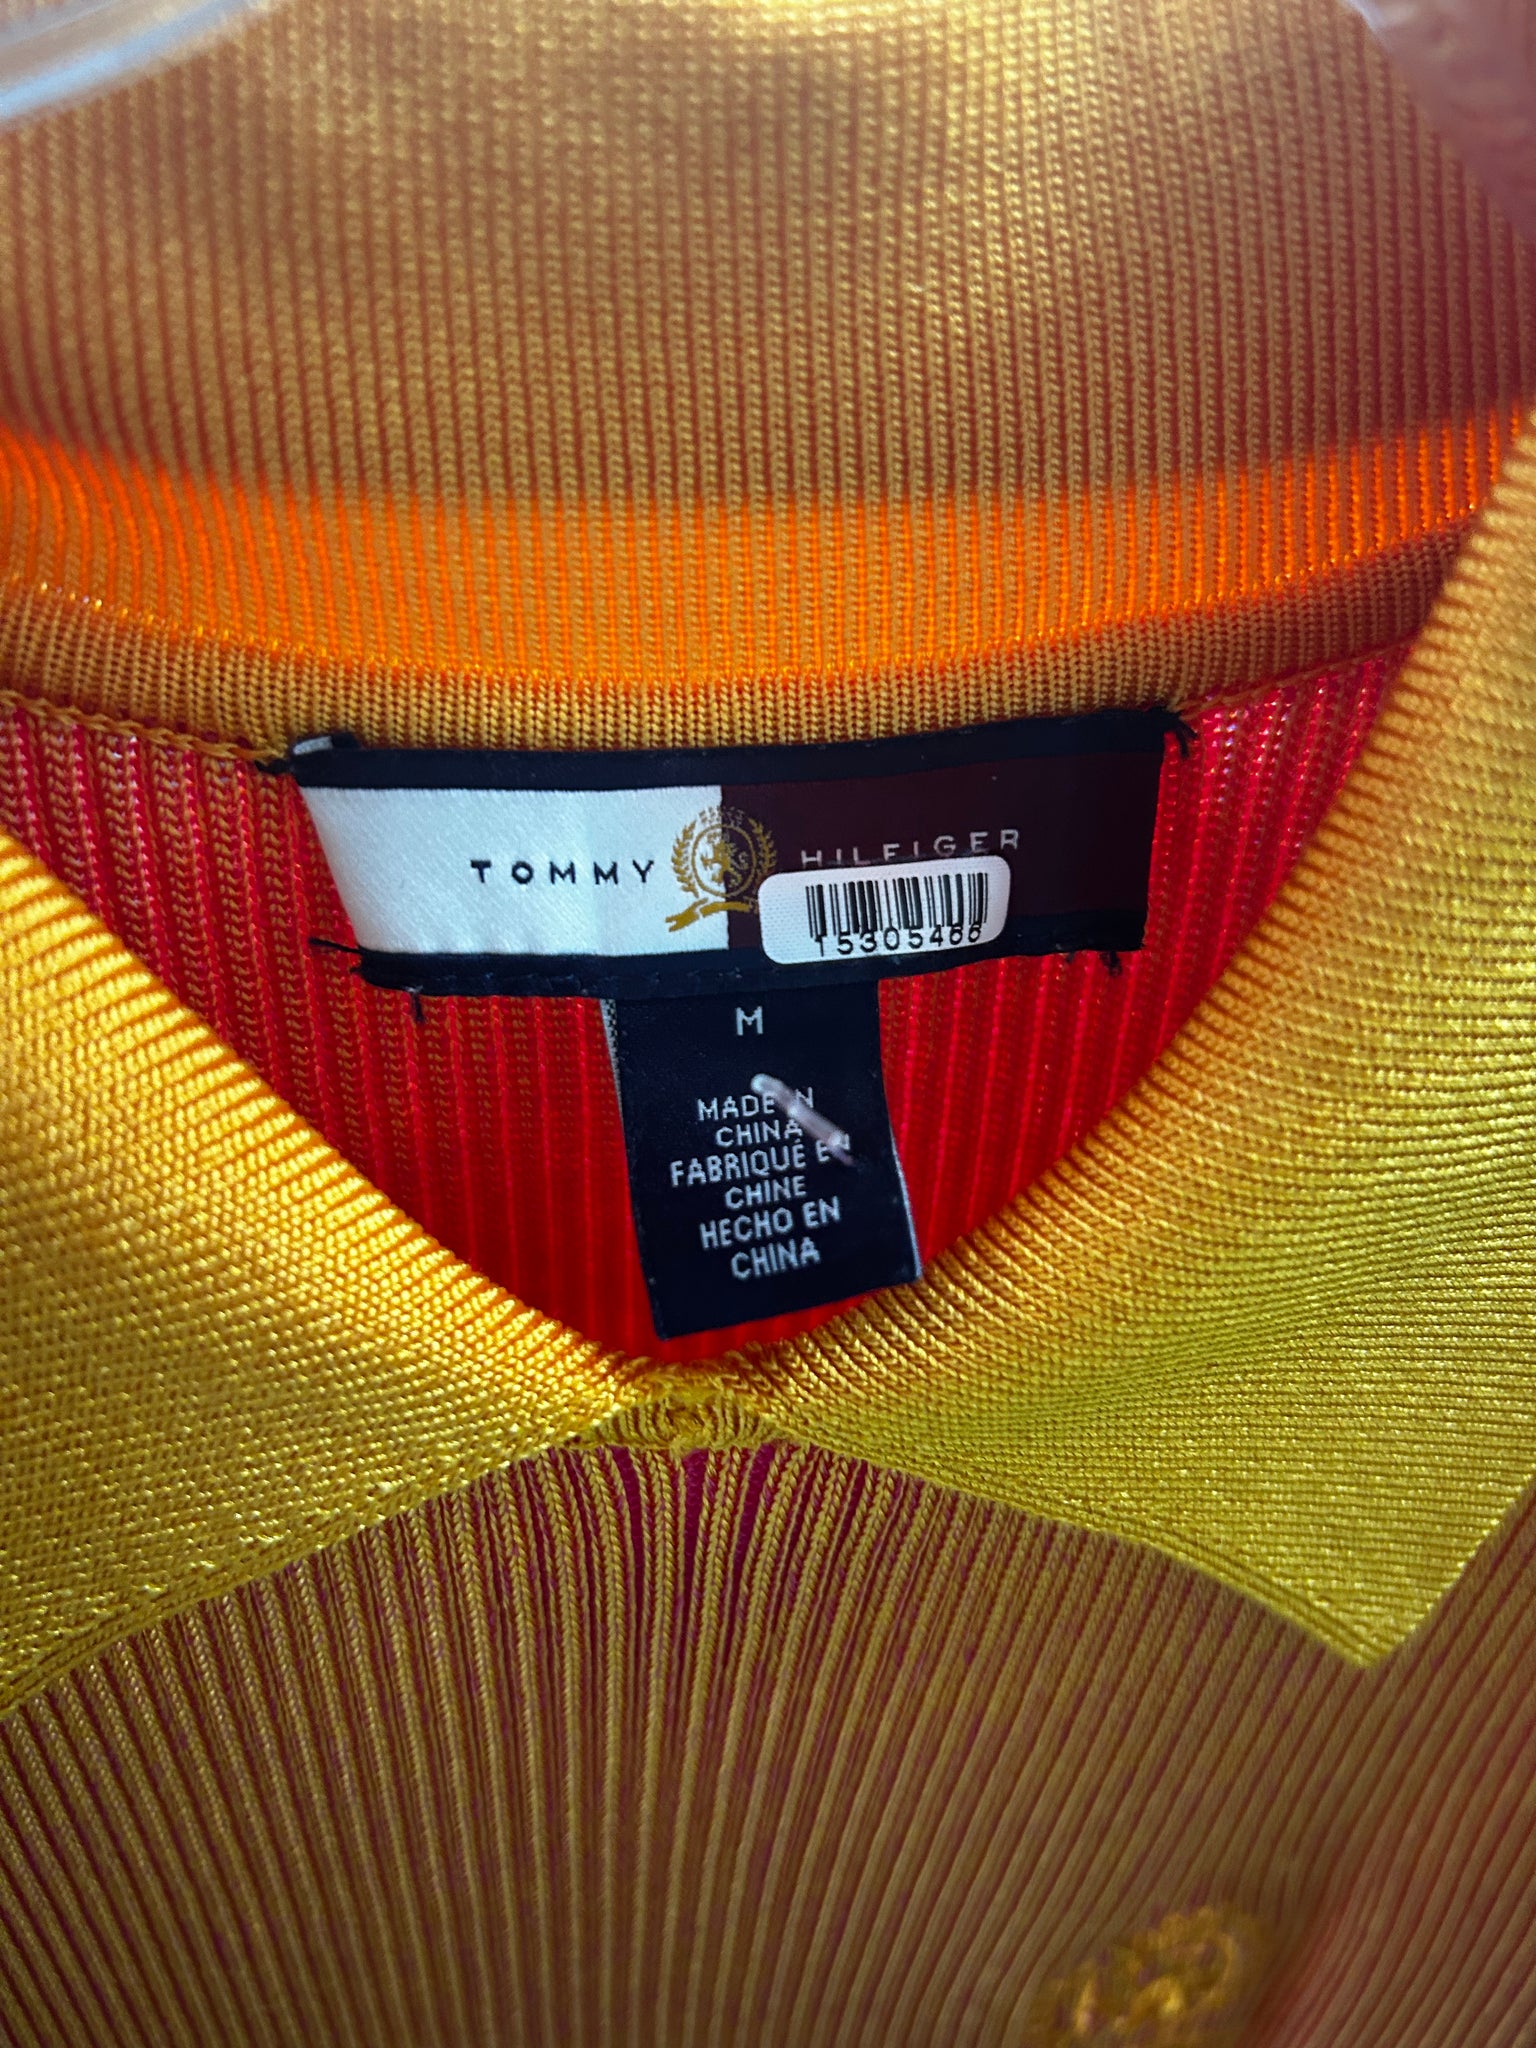 TOMMY HILFIGER
15305466
M
MADE IN
CHINA
FABRIQUÉ EN
CHINE
HECHO EN
CHINA